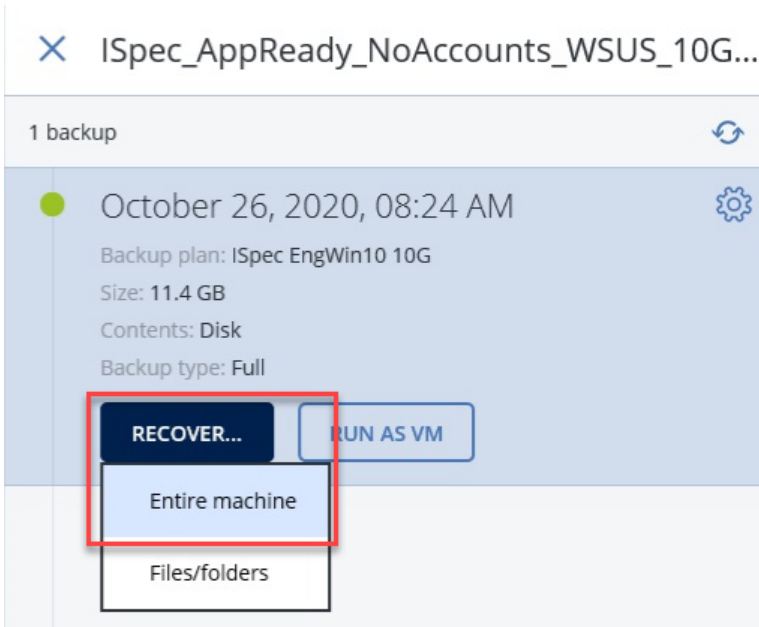 ISpec_AppReady_NoAccounts_WSUS_10G...
1 backup
October 26, 2020, 08:24 AM
Backup plan: ISpec EngWin10 10G
Size: 11.4 GB
Contents: Disk
Backup type: Full
RECOVER... RUN AS VM
Entire machine
Files/folders